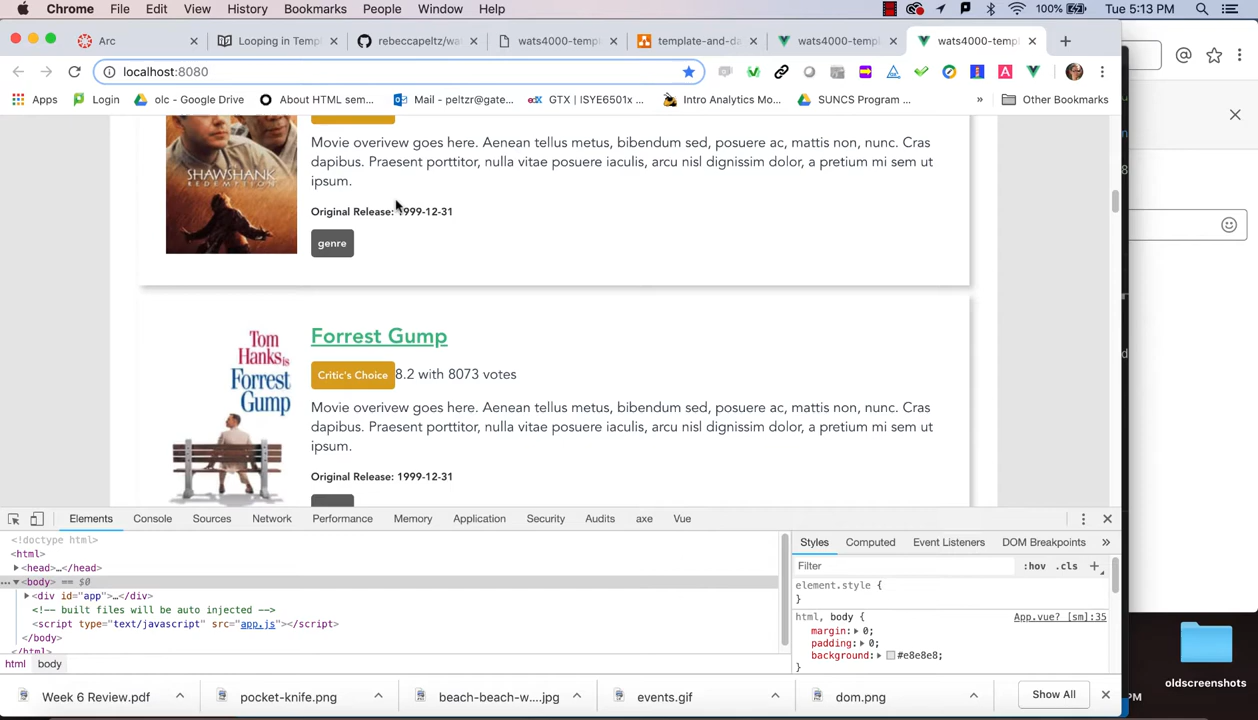 Chrome File Edit View History Bookmarks People Window Help 100% Tue 5:13 PM
Arc Looping in Templ rebeccapeltz/wa wats4000-templ template-and-da wats4000-templ wats4000-templ
localhost:8080
Apps Login olc - Google Drive About HTML sem... Mail - peltzr@gate... GTX | ISYE6501x ... Intro Analytics Mo... SUNCS Program ... » Other Bookmarks
SHAWSHANK
REDEMPTION
Movie overivew goes here. Aenean tellus metus, bibendum sed, posuere ac, mattis non, nunc. Cras
dapibus. Praesent porttitor, nulla vitae posuere iaculis, arcu nisl dignissim dolor, a pretium mi sem ut
ipsum.
Original Release: 1999-12-31
genre
Tom
Hanks is
Forrest
Gump
Forrest Gump
Critic's Choice 8.2 with 8073 votes
Movie overivew goes here. Aenean tellus metus, bibendum sed, posuere ac, mattis non, nunc. Cras
dapibus. Praesent porttitor, nulla vitae posuere iaculis, arcu nisl dignissim dolor, a pretium mi sem ut
ipsum.
Original Release: 1999-12-31
Elements Console Sources Network Performance Memory Application Security Audits axe Vue
<!doctype html>
<html>
<head>…</head>
<body> == $0
<div id="app">…</div>
<!-- built files will be auto injected -->
<script type="text/javascript" src="app.js"></script>
</body>
</html>
html body
Styles Computed Event Listeners DOM Breakpoints »
Filter :hov .cls +
element.style {
}
html, body { App.vue? [sm]:35
margin: 0;
padding: 0;
background: #e8e8e8;
}
Week 6 Review.pdf pocket-knife.png beach-beach-w....jpg events.gif dom.png Show All
oldscreenshots
PM